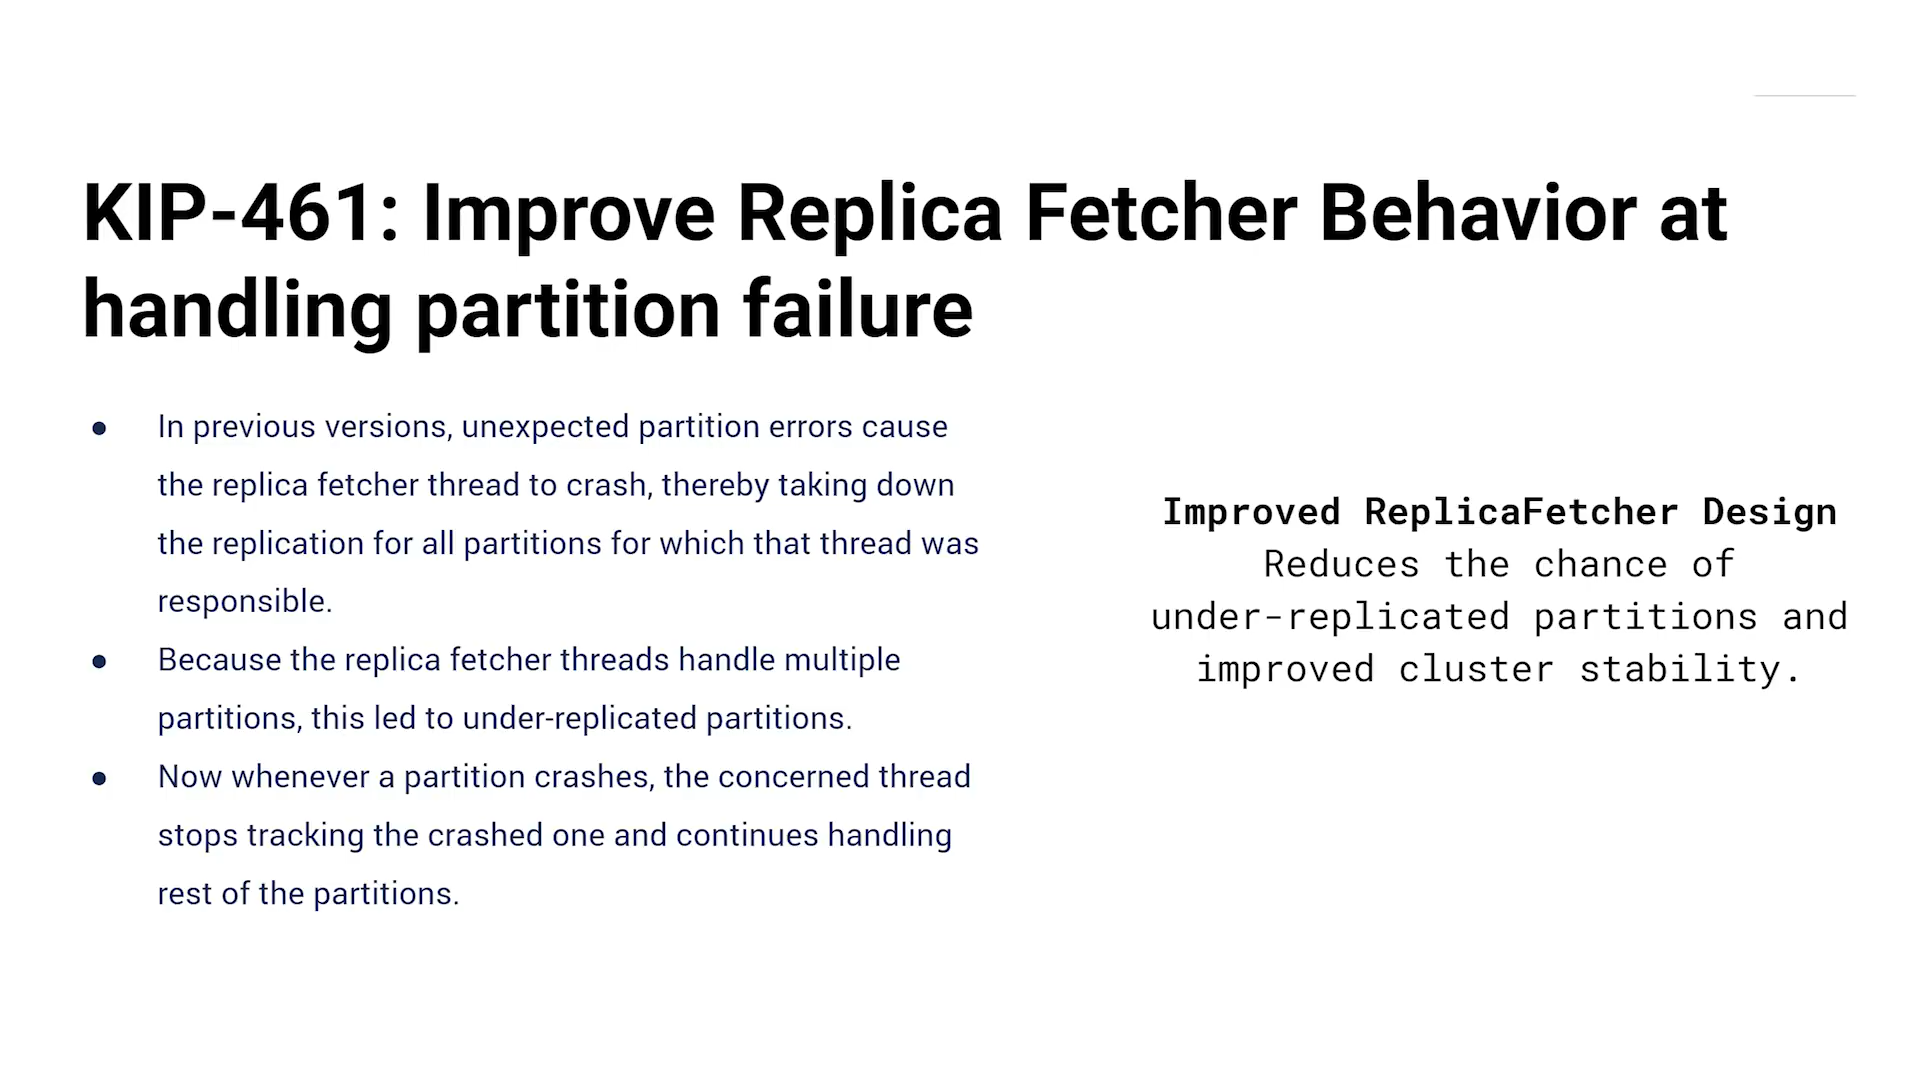 KIP-461: Improve Replica Fetcher Behavior at
handling partition failure
● In previous versions, unexpected partition errors cause
the replica fetcher thread to crash, thereby taking down
the replication for all partitions for which that thread was
responsible.
● Because the replica fetcher threads handle multiple
partitions, this led to under-replicated partitions.
● Now whenever a partition crashes, the concerned thread
stops tracking the crashed one and continues handling
rest of the partitions.
Improved ReplicaFetcher Design
Reduces the chance of
under-replicated partitions and
improved cluster stability.